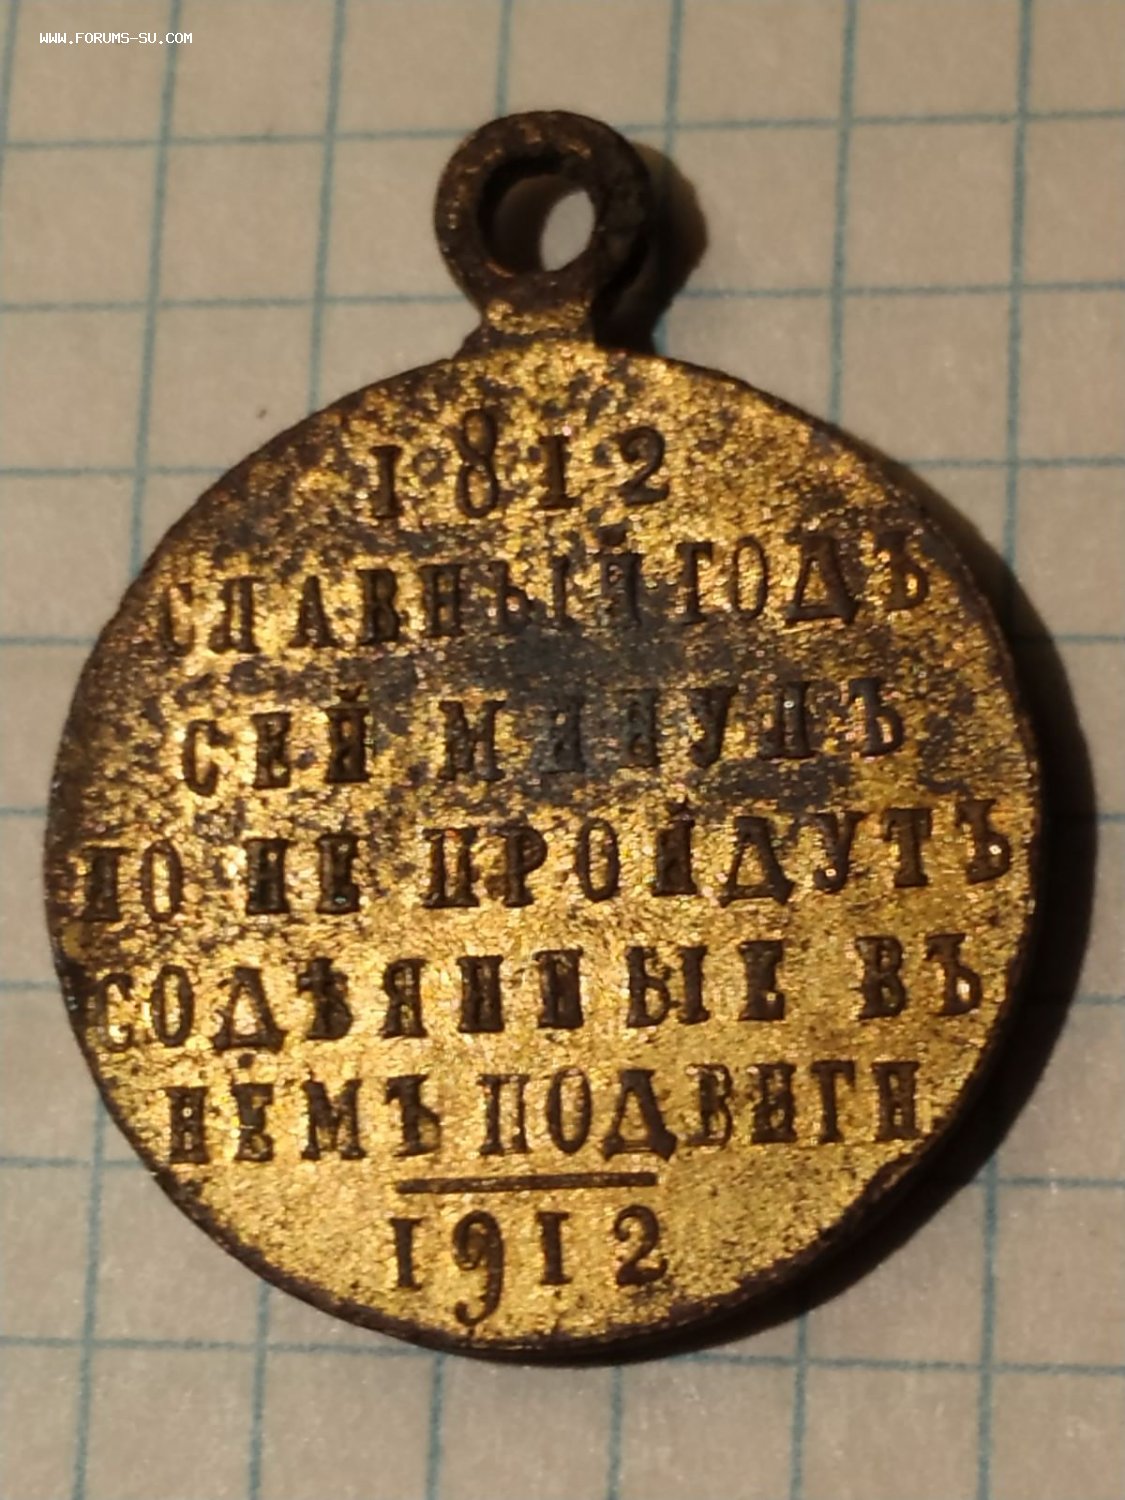 WWW.FORUMS-SU.COM
1812
СЛАВНЫЙ ГОДЪ
СЕЙ МИНУЛЪ
НО НЕ ПРОЙДУТЪ
СОДѢЯННЫЕ ВЪ
НЕМЪ ПОДВИГИ
1912